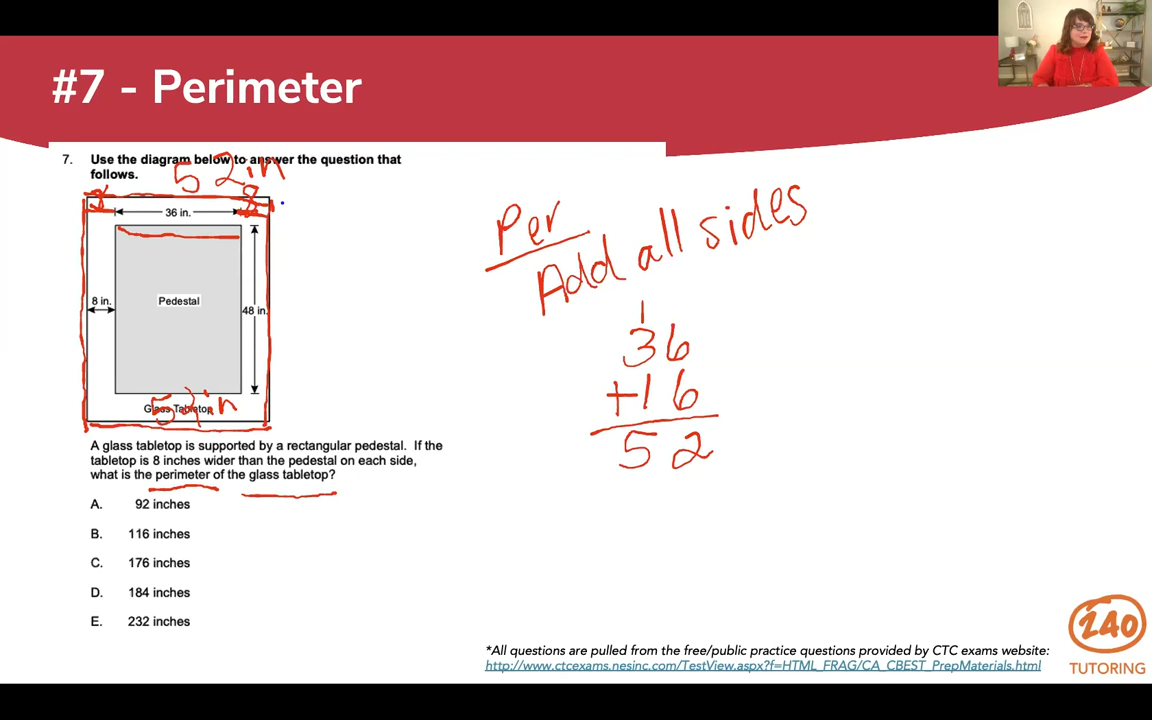 #7 - Perimeter
7. Use the diagram below to answer the question that
follows.
52 in
8
8
36 in.
Pedestal
8 in.
48 in.
Glass Tabletop
52 in
A glass tabletop is supported by a rectangular pedestal. If the
tabletop is 8 inches wider than the pedestal on each side,
what is the perimeter of the glass tabletop?
A. 92 inches
B. 116 inches
C. 176 inches
D. 184 inches
E. 232 inches
Per
Add all sides
1
36
+16
52
*All questions are pulled from the free/public practice questions provided by CTC exams website:
http://www.ctcexams.nesinc.com/TestView.aspx?f=HTML_FRAG/CA_CBEST_PrepMaterials.html
240
TUTORING